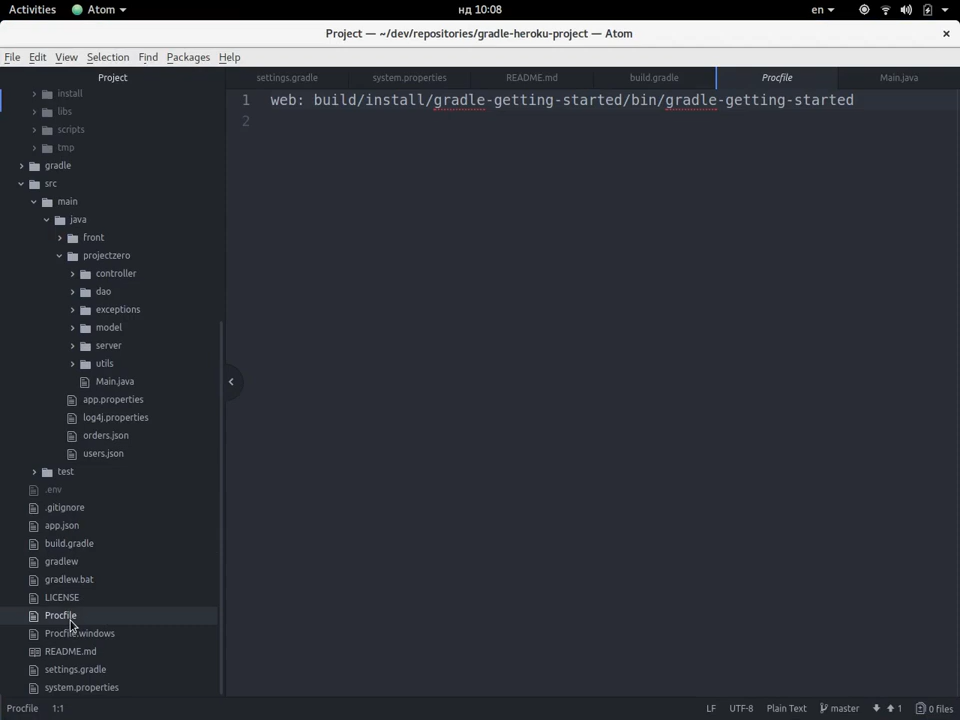 Activities
Atom
нд 10:08
en
Project — ~/dev/repositories/gradle-heroku-project — Atom
File Edit View Selection Find Packages Help
Project
settings.gradle
system.properties
README.md
build.gradle
Procfile
Main.java
install
libs
scripts
tmp
gradle
src
main
java
front
projectzero
controller
dao
exceptions
model
server
utils
Main.java
app.properties
log4j.properties
orders.json
users.json
test
.env
.gitignore
app.json
build.gradle
gradlew
gradlew.bat
LICENSE
Procfile
Procfile.windows
README.md
settings.gradle
system.properties
1 web: build/install/gradle-getting-started/bin/gradle-getting-started
2
Procfile 1:1
LF UTF-8 Plain Text master 1 0 files